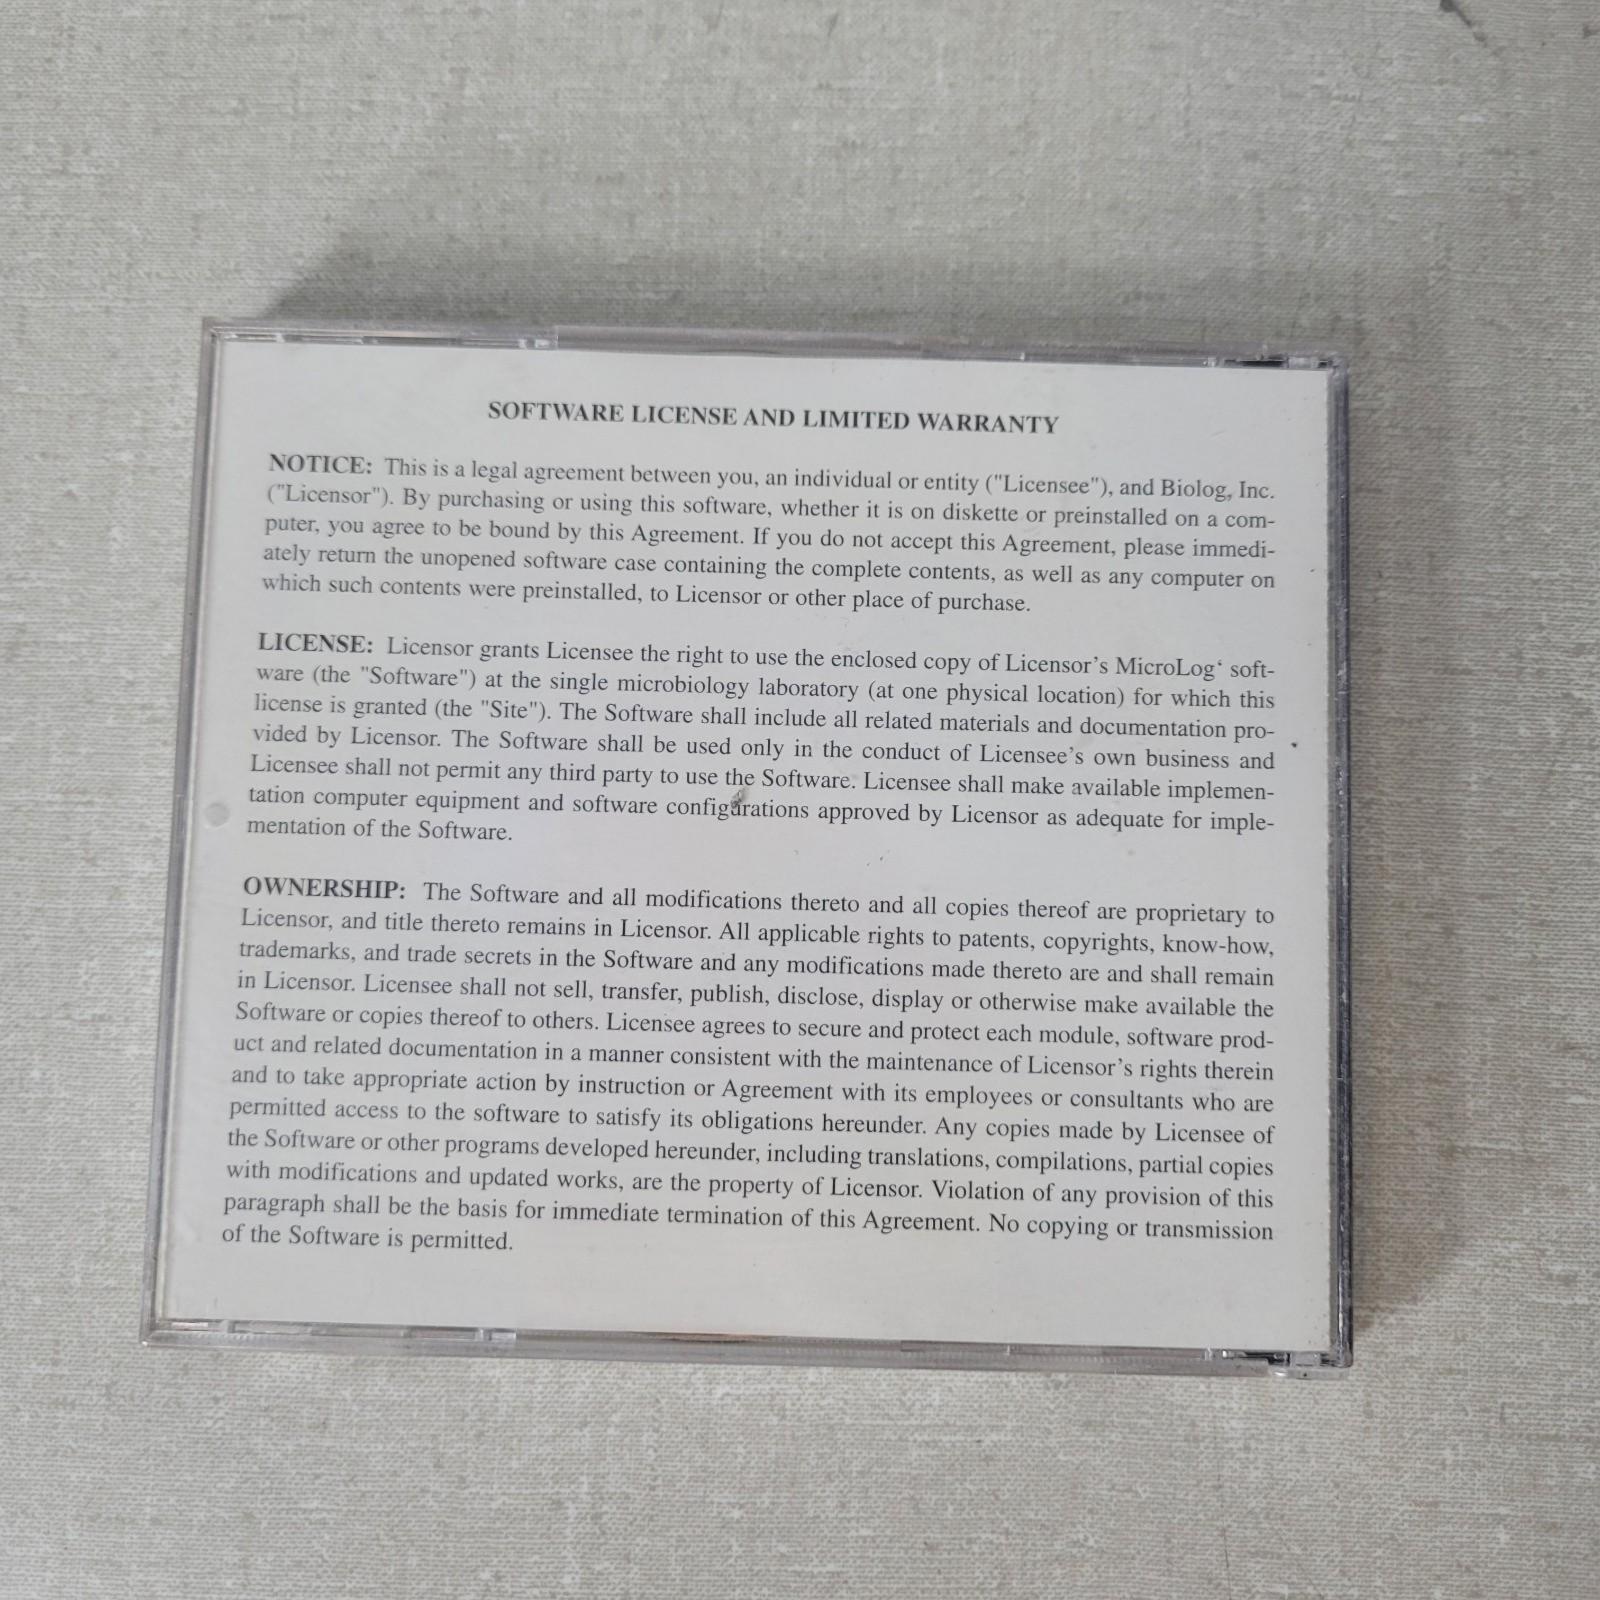 SOFTWARE LICENSE AND LIMITED WARRANTY
NOTICE: This is a legal agreement between you, an individual or entity ("Licensee"), and Biolog, Inc.
("Licensor"). By purchasing or using this software, whether it is on diskette or preinstalled on a com-
puter, you agree to be bound by this Agreement. If you do not accept this Agreement, please immedi-
ately return the unopened software case containing the complete contents, as well as any computer on
which such contents were preinstalled, to Licensor or other place of purchase.
LICENSE: Licensor grants Licensee the right to use the enclosed copy of Licensor's MicroLog‘ soft-
ware (the "Software") at the single microbiology laboratory (at one physical location) for which this
license is granted (the "Site"). The Software shall include all related materials and documentation pro-
vided by Licensor. The Software shall be used only in the conduct of Licensee's own business and
Licensee shall not permit any third party to use the Software. Licensee shall make available implemen-
tation computer equipment and software configurations approved by Licensor as adequate for imple-
mentation of the Software.
OWNERSHIP: The Software and all modifications thereto and all copies thereof are proprietary to
Licensor, and title thereto remains in Licensor. All applicable rights to patents, copyrights, know-how,
trademarks, and trade secrets in the Software and any modifications made thereto are and shall remain
in Licensor. Licensee shall not sell, transfer, publish, disclose, display or otherwise make available the
Software or copies thereof to others. Licensee agrees to secure and protect each module, software prod-
uct and related documentation in a manner consistent with the maintenance of Licensor's rights therein
and to take appropriate action by instruction or Agreement with its employees or consultants who are
permitted access to the software to satisfy its obligations hereunder. Any copies made by Licensee of
the Software or other programs developed hereunder, including translations, compilations, partial copies
with modifications and updated works, are the property of Licensor. Violation of any provision of this
paragraph shall be the basis for immediate termination of this Agreement. No copying or transmission
of the Software is permitted.